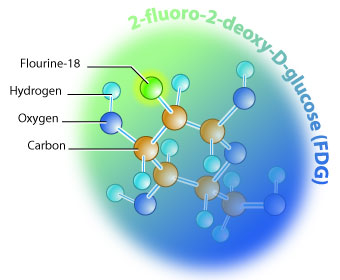 2-fluoro-2-deoxy-D-glucose (FDG)
Flourine-18
Hydrogen
Oxygen
Carbon